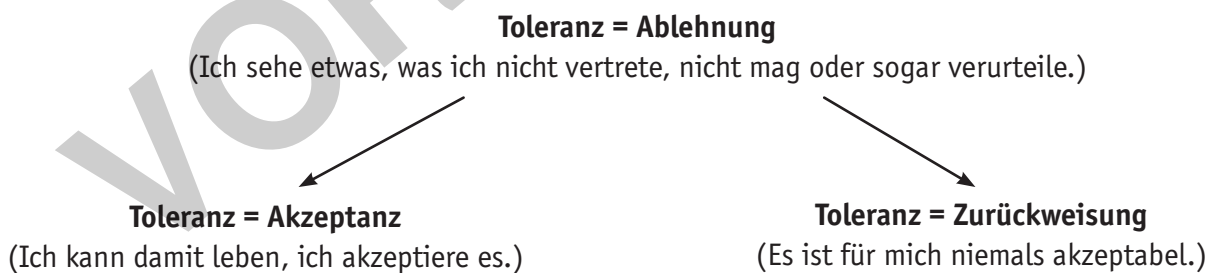 Toleranz = Ablehnung
(Ich sehe etwas, was ich nicht vertrete, nicht mag oder sogar verurteile.)
Toleranz = Akzeptanz
(Ich kann damit leben, ich akzeptiere es.)
Toleranz = Zurückweisung
(Es ist für mich niemals akzeptabel.)